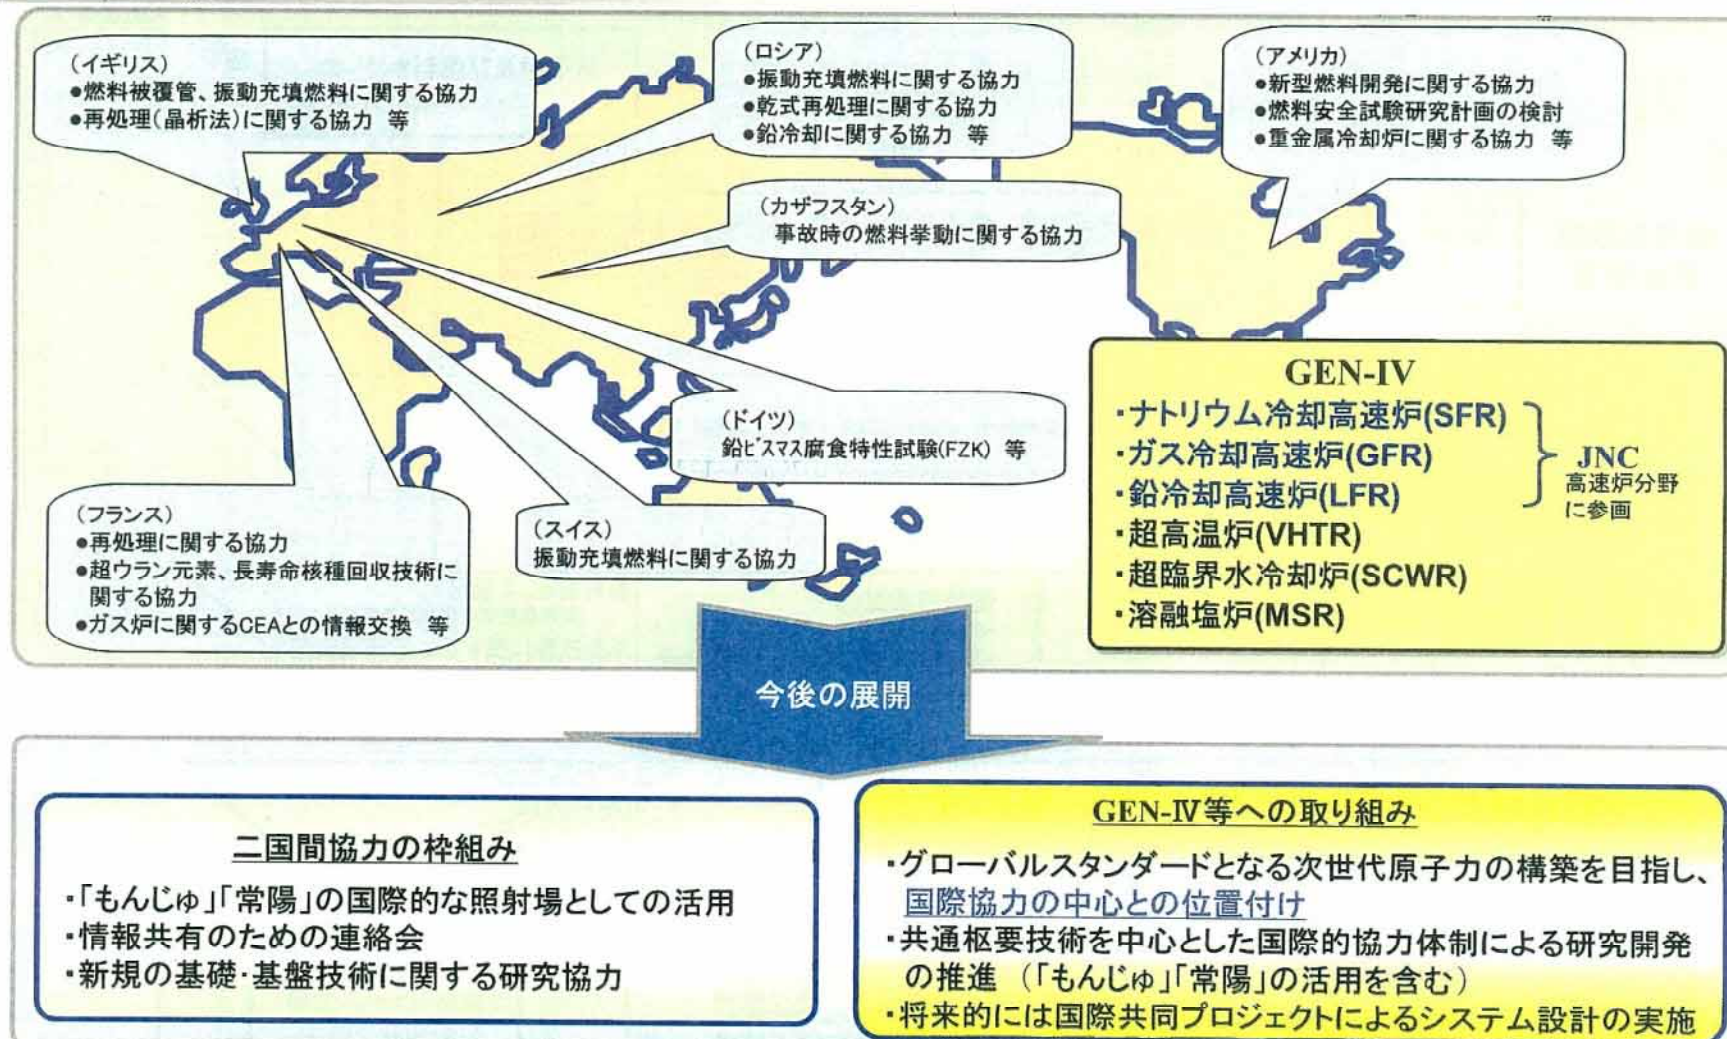 (イギリス)
●燃料被覆管、振動充填燃料に関する協力
●再処理(晶析法)に関する協力 等
(ロシア)
●振動充填燃料に関する協力
●乾式再処理に関する協力
●鉛冷却に関する協力 等
(アメリカ)
●新型燃料開発に関する協力
●燃料安全試験研究計画の検討
●重金属冷却炉に関する協力 等
(カザフスタン)
事故時の燃料挙動に関する協力
(ドイツ)
鉛ビスマス腐食特性試験(FZK) 等
(フランス)
●再処理に関する協力
●超ウラン元素、長寿命核種回収技術に
関する協力
●ガス炉に関するCEAとの情報交換 等
(スイス)
振動充填燃料に関する協力
GEN-IV
・ナトリウム冷却高速炉(SFR)
・ガス冷却高速炉(GFR)
・鉛冷却高速炉(LFR)
・超高温炉(VHTR)
・超臨界水冷却炉(SCWR)
・溶融塩炉(MSR)
JNC
高速炉分野
に参画
今後の展開
二国間協力の枠組み
・「もんじゅ」「常陽」の国際的な照射場としての活用
・情報共有のための連絡会
・新規の基礎・基盤技術に関する研究協力
GEN-IV等への取り組み
・グローバルスタンダードとなる次世代原子力の構築を目指し、
国際協力の中心との位置付け
・共通枢要技術を中心とした国際的協力体制による研究開発
の推進 (「もんじゅ」「常陽」の活用を含む)
・将来的には国際共同プロジェクトによるシステム設計の実施